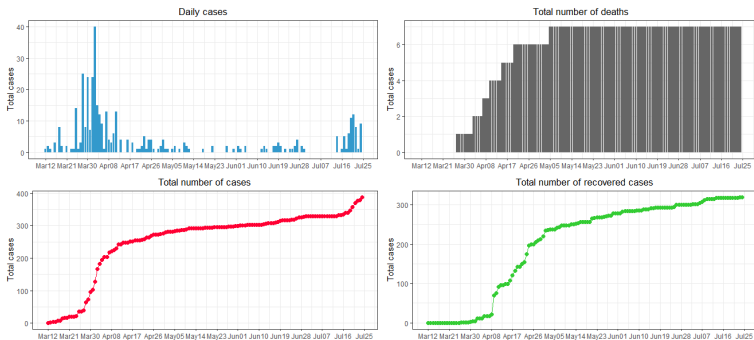 Daily cases
Total cases
40
30
20
10
0
Mar12 Mar21 Mar30 Apr08 Apr17 Apr26 May05 May14 May23 Jun01 Jun10 Jun19 Jun28 Jul07 Jul16 Jul25
Total number of deaths
Total cases
6
4
2
0
Mar12 Mar21 Mar30 Apr08 Apr17 Apr26 May05 May14 May23 Jun01 Jun10 Jun19 Jun28 Jul07 Jul16 Jul25
Total number of cases
Total cases
400
300
200
100
0
Mar12 Mar21 Mar30 Apr08 Apr17 Apr26 May05 May14 May23 Jun01 Jun10 Jun19 Jun28 Jul07 Jul16 Jul25
Total number of recovered cases
Total cases
300
200
100
0
Mar12 Mar21 Mar30 Apr08 Apr17 Apr26 May05 May14 May23 Jun01 Jun10 Jun19 Jun28 Jul07 Jul16 Jul25